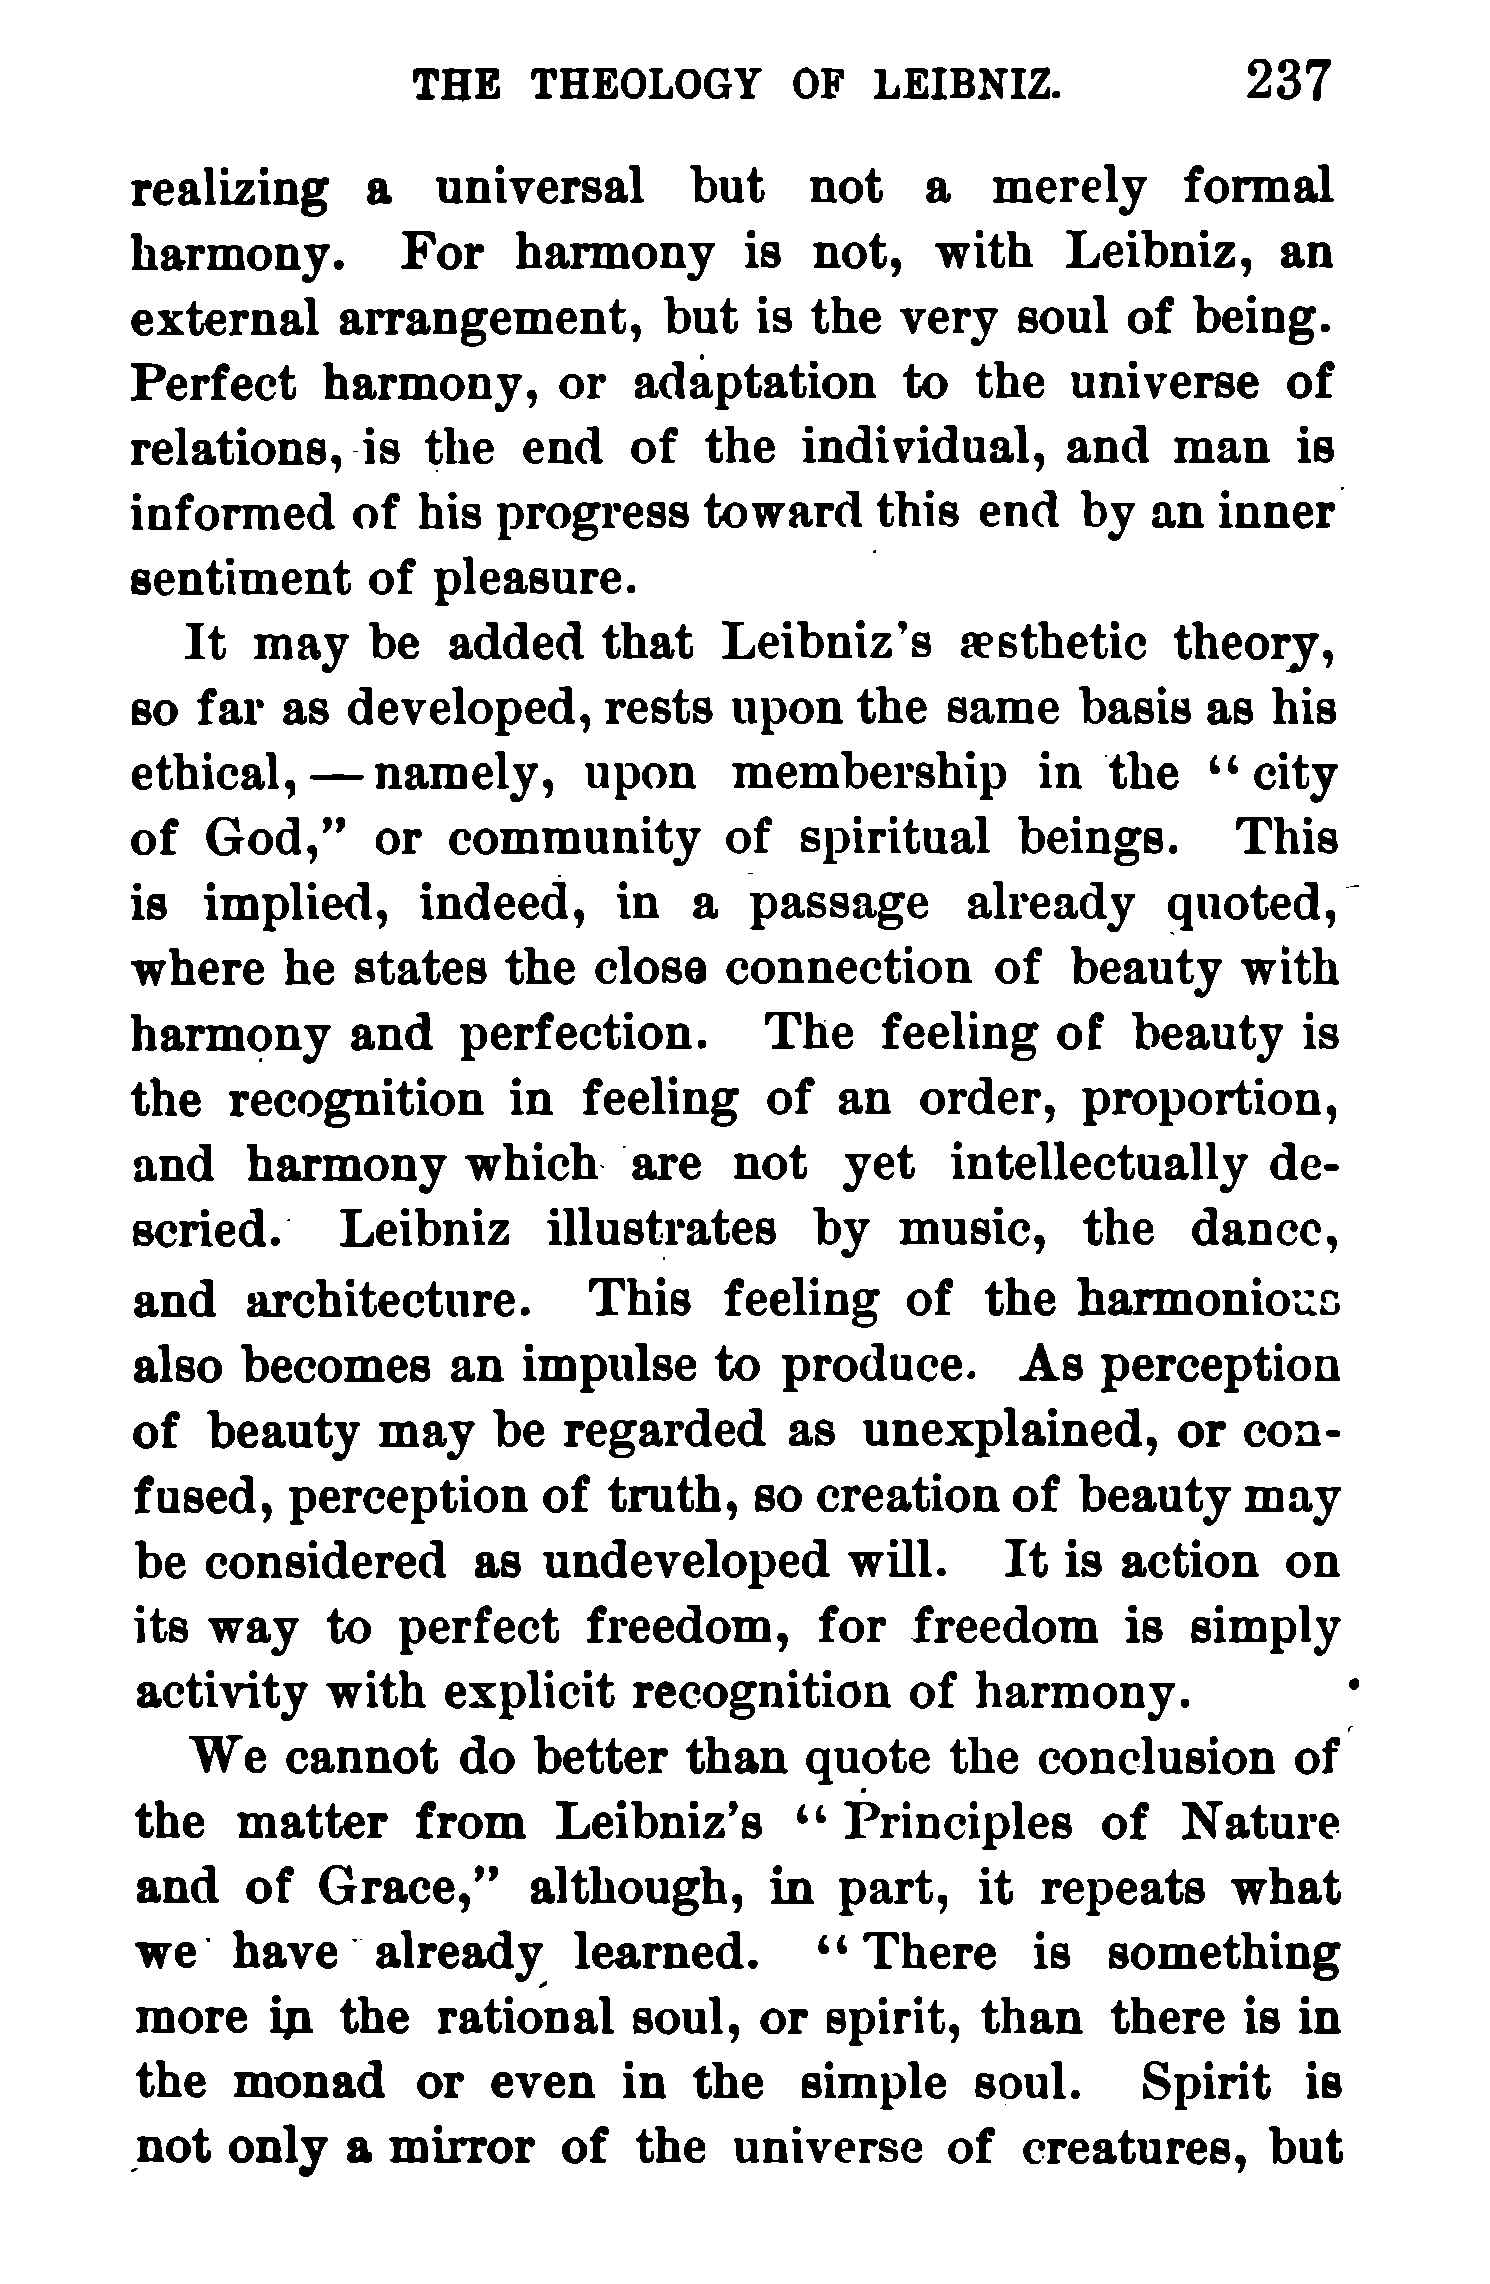 THE THEOLOGY OF LEIBNIZ. 237
realizing a universal but not a merely formal
harmony. For harmony is not, with Leibniz, an
external arrangement, but is the very soul of being.
Perfect harmony, or adaptation to the universe of
relations, is the end of the individual, and man is
informed of his progress toward this end by an inner
sentiment of pleasure.
It may be added that Leibniz's æsthetic theory,
so far as developed, rests upon the same basis as his
ethical, — namely, upon membership in the “ city
of God,” or community of spiritual beings. This
is implied, indeed, in a passage already quoted,
where he states the close connection of beauty with
harmony and perfection. The feeling of beauty is
the recognition in feeling of an order, proportion,
and harmony which are not yet intellectually de-
scried. Leibniz illustrates by music, the dance,
and architecture. This feeling of the harmonious
also becomes an impulse to produce. As perception
of beauty may be regarded as unexplained, or con-
fused, perception of truth, so creation of beauty may
be considered as undeveloped will. It is action on
its way to perfect freedom, for freedom is simply
activity with explicit recognition of harmony.
We cannot do better than quote the conclusion of
the matter from Leibniz's “ Principles of Nature
and of Grace,” although, in part, it repeats what
we have already learned. “ There is something
more in the rational soul, or spirit, than there is in
the monad or even in the simple soul. Spirit is
not only a mirror of the universe of creatures, but